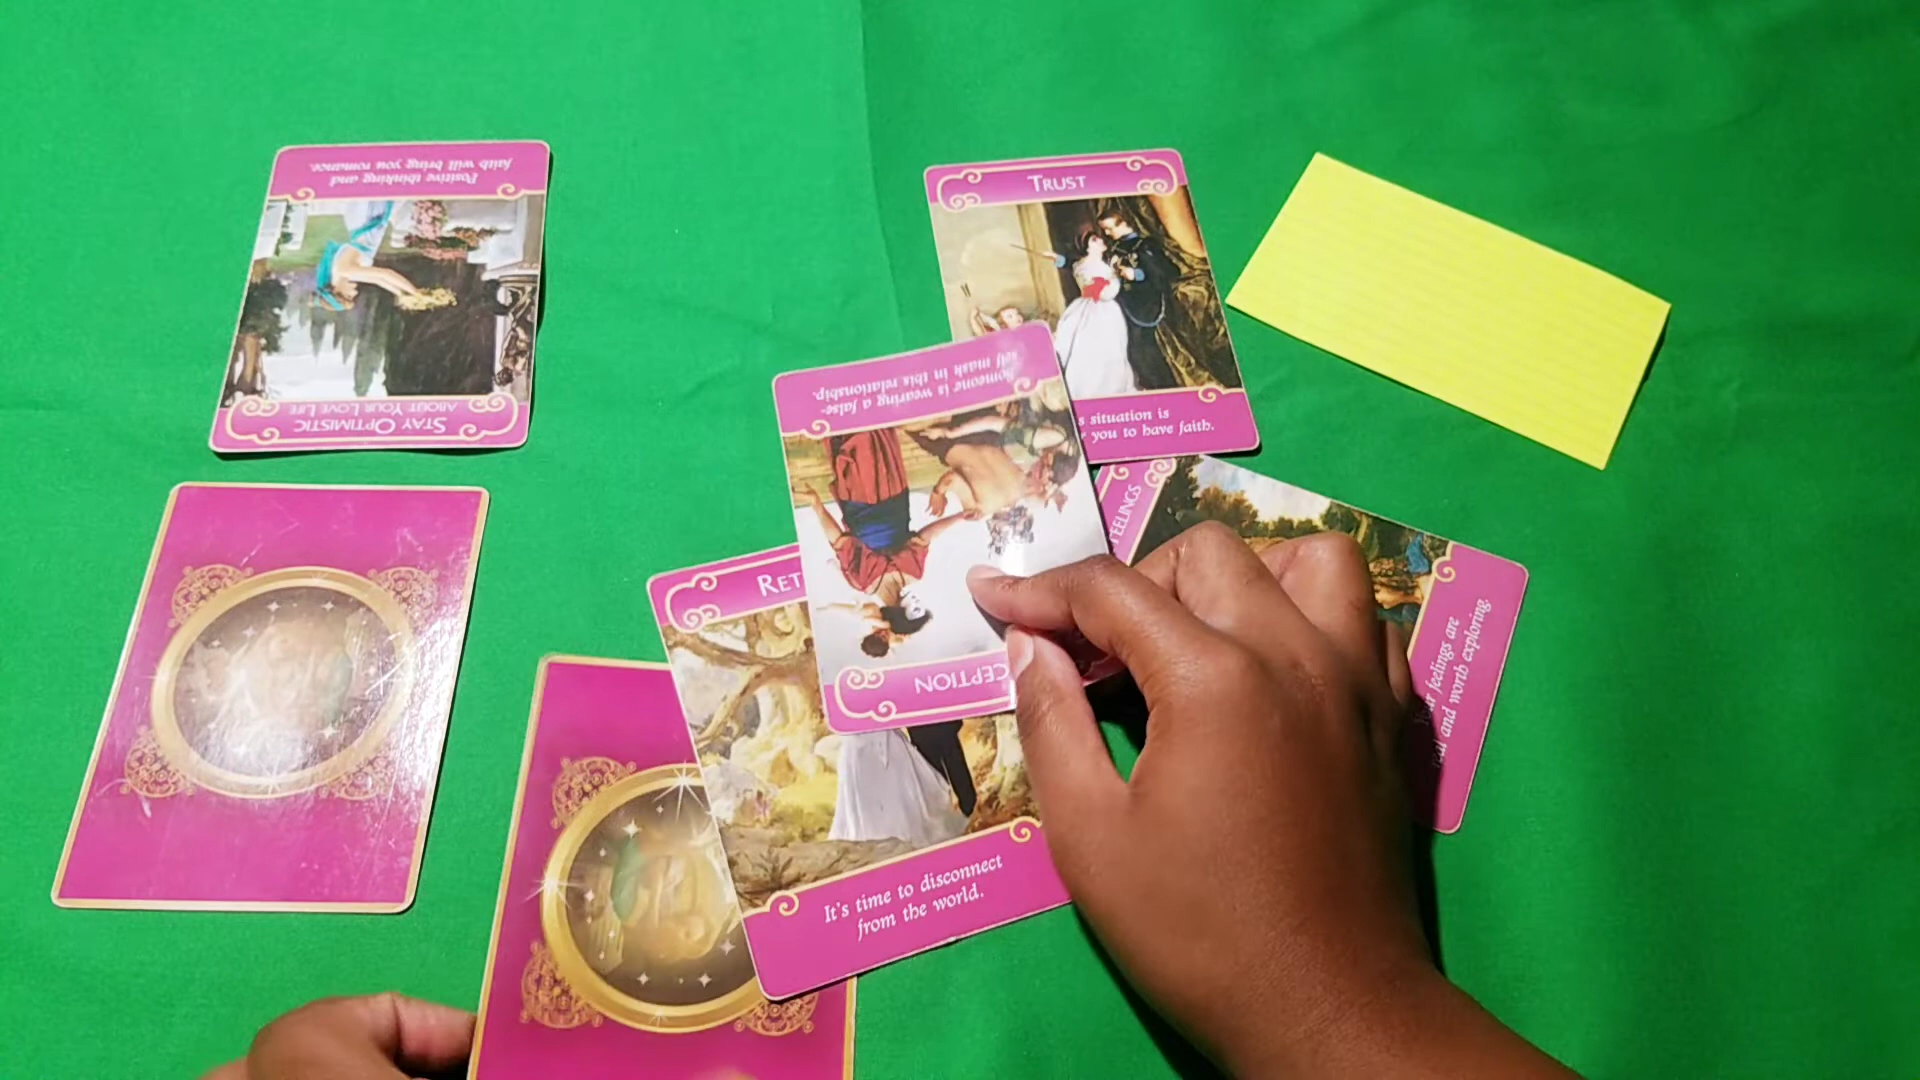 Positive thinking and
faith will bring you romance.
STAY OPTIMISTIC
ABOUT YOUR LOVE LIFE
TRUST
situation is
you to have faith.
Someone is wearing a false-
self mask in this relationship.
CEPTION
FEELINGS
feelings are
and worth exploring.
RET
It's time to disconnect
from the world.